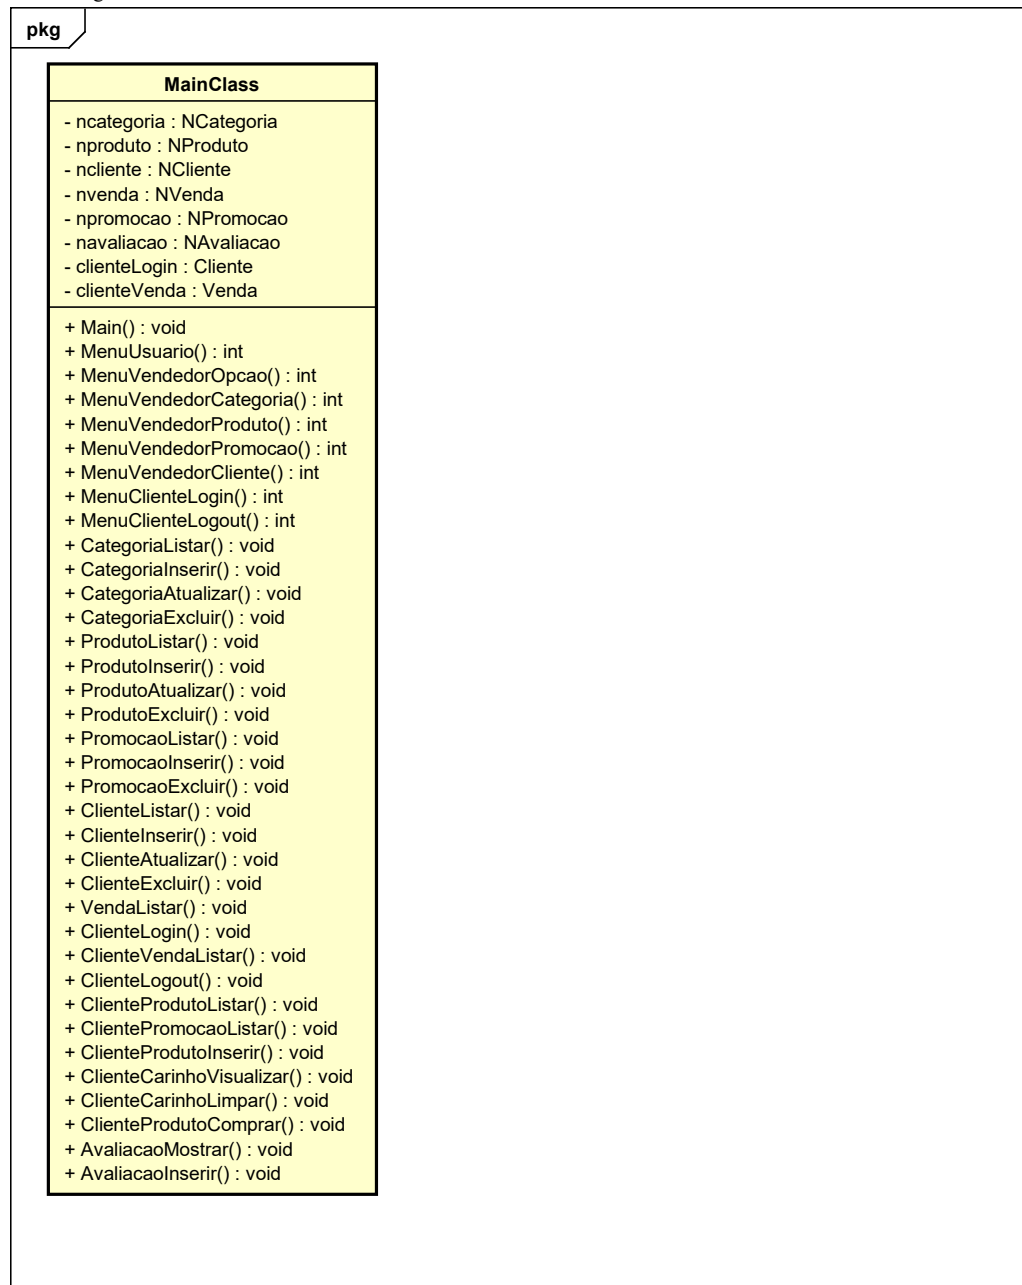 pkg
MainClass
- ncategoria : NCategoria
- nproduto : NProduto
- ncliente : NCliente
- nvenda : NVenda
- npromocao : NPromocao
- navaliacao : NAvaliacao
- clienteLogin : Cliente
- clienteVenda : Venda
+ Main() : void
+ MenuUsuario() : int
+ MenuVendedorOpcao() : int
+ MenuVendedorCategoria() : int
+ MenuVendedorProduto() : int
+ MenuVendedorPromocao() : int
+ MenuVendedorCliente() : int
+ MenuClienteLogin() : int
+ MenuClienteLogout() : int
+ CategoriaListar() : void
+ CategoriaInserir() : void
+ CategoriaAtualizar() : void
+ CategoriaExcluir() : void
+ ProdutoListar() : void
+ ProdutoInserir() : void
+ ProdutoAtualizar() : void
+ ProdutoExcluir() : void
+ PromocaoListar() : void
+ PromocaoInserir() : void
+ PromocaoExcluir() : void
+ ClienteListar() : void
+ ClienteInserir() : void
+ ClienteAtualizar() : void
+ ClienteExcluir() : void
+ VendaListar() : void
+ ClienteLogin() : void
+ ClienteVendaListar() : void
+ ClienteLogout() : void
+ ClienteProdutoListar() : void
+ ClientePromocaoListar() : void
+ ClienteProdutoInserir() : void
+ ClienteCarinhoVisualizar() : void
+ ClienteCarinhoLimpar() : void
+ ClienteProdutoComprar() : void
+ AvaliacaoMostrar() : void
+ AvaliacaoInserir() : void